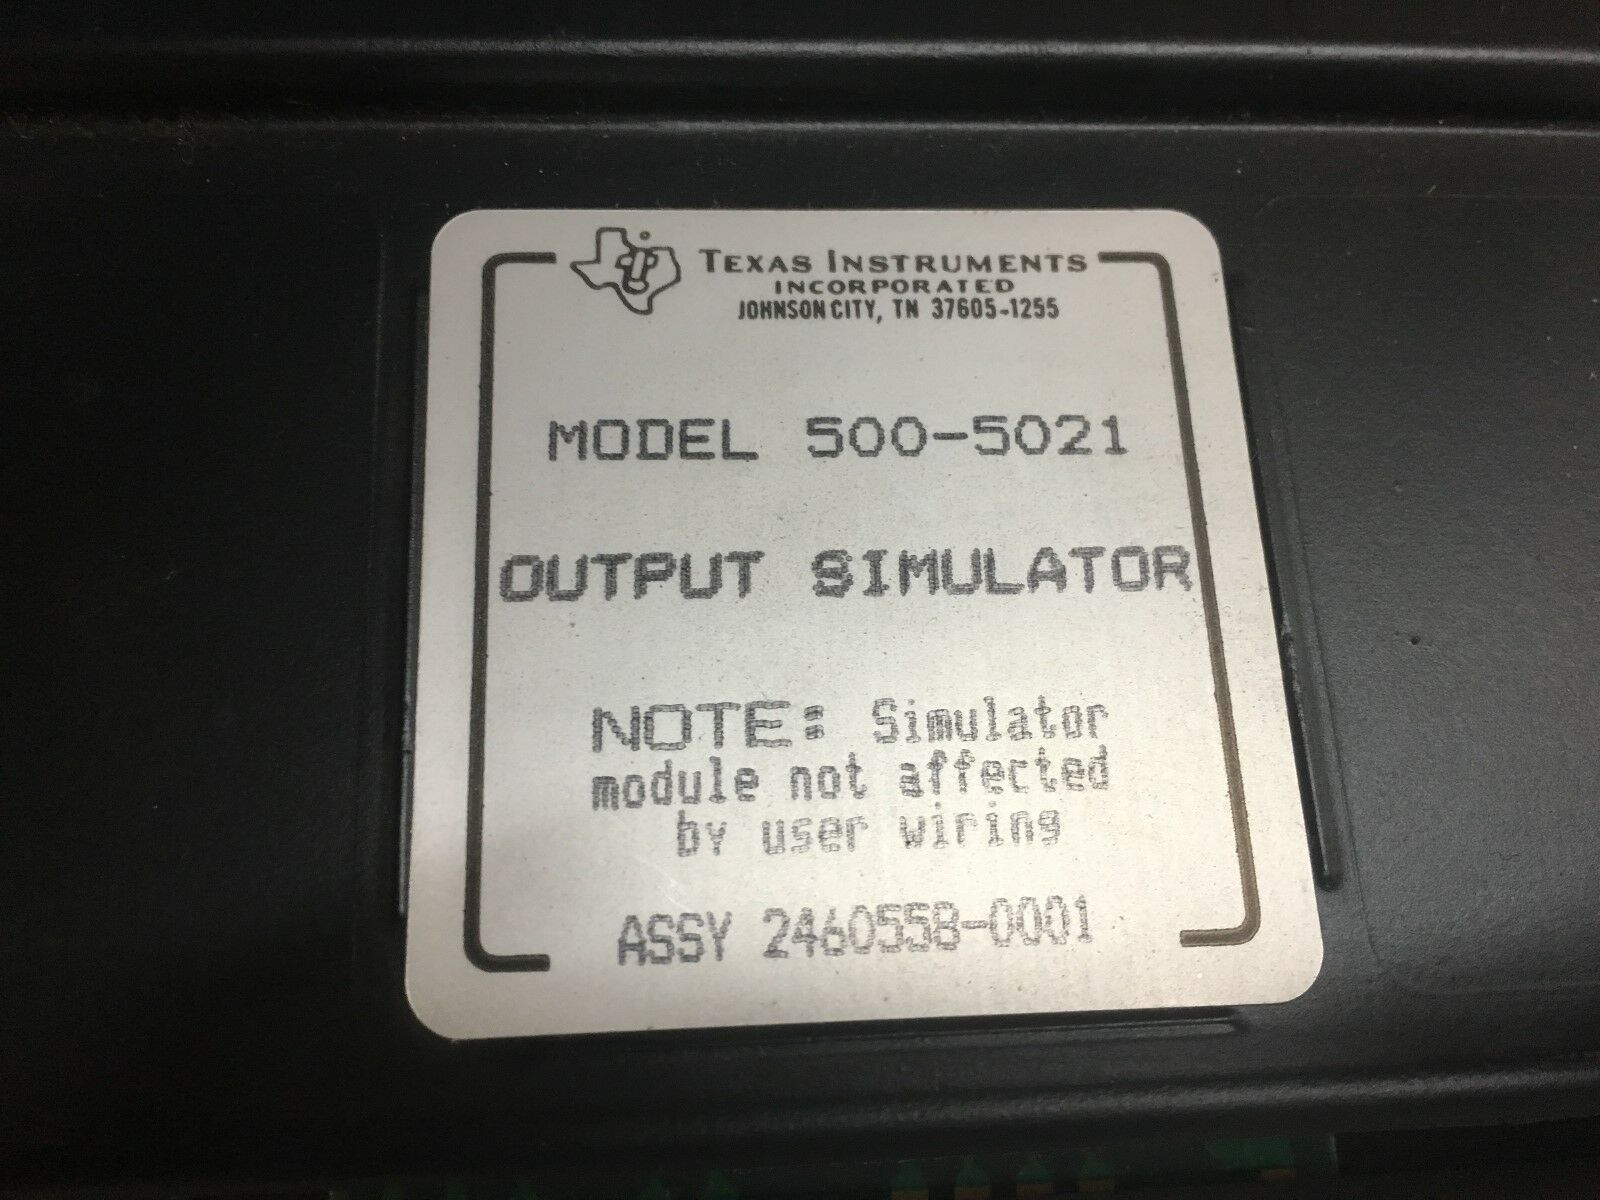 TEXAS INSTRUMENTS
INCORPORATED
JOHNSON CITY, TN 37605-1255
MODEL 500-5021
OUTPUT SIMULATOR
NOTE: Simulator
module not affected
by user wiring
ASSY 2460558-0001